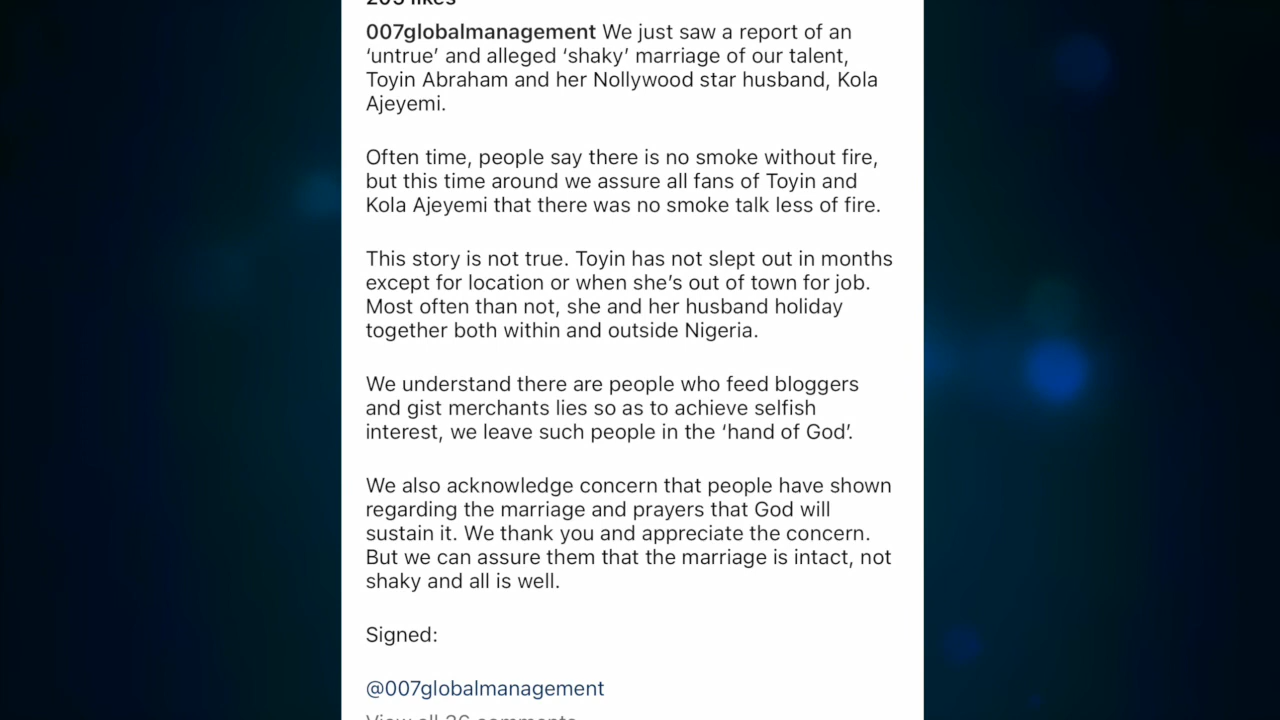 007globalmanagement We just saw a report of an
‘untrue’ and alleged ‘shaky’ marriage of our talent,
Toyin Abraham and her Nollywood star husband, Kola
Ajeyemi.
Often time, people say there is no smoke without fire,
but this time around we assure all fans of Toyin and
Kola Ajeyemi that there was no smoke talk less of fire.
This story is not true. Toyin has not slept out in months
except for location or when she’s out of town for job.
Most often than not, she and her husband holiday
together both within and outside Nigeria.
We understand there are people who feed bloggers
and gist merchants lies so as to achieve selfish
interest, we leave such people in the ‘hand of God’.
We also acknowledge concern that people have shown
regarding the marriage and prayers that God will
sustain it. We thank you and appreciate the concern.
But we can assure them that the marriage is intact, not
shaky and all is well.
Signed:
@007globalmanagement
View all 36 comments